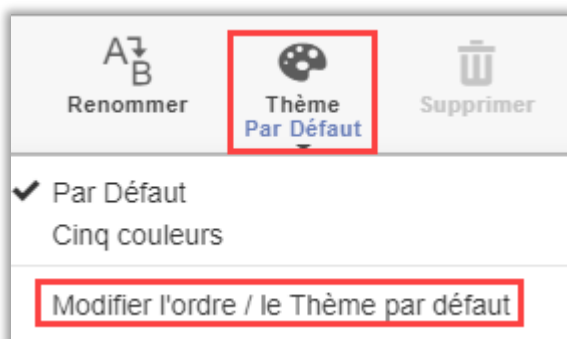 A
B
Renommer
Thème
Supprimer
Par Défaut
Par Défaut
Cinq couleurs
Modifier l'ordre / le Thème par défaut